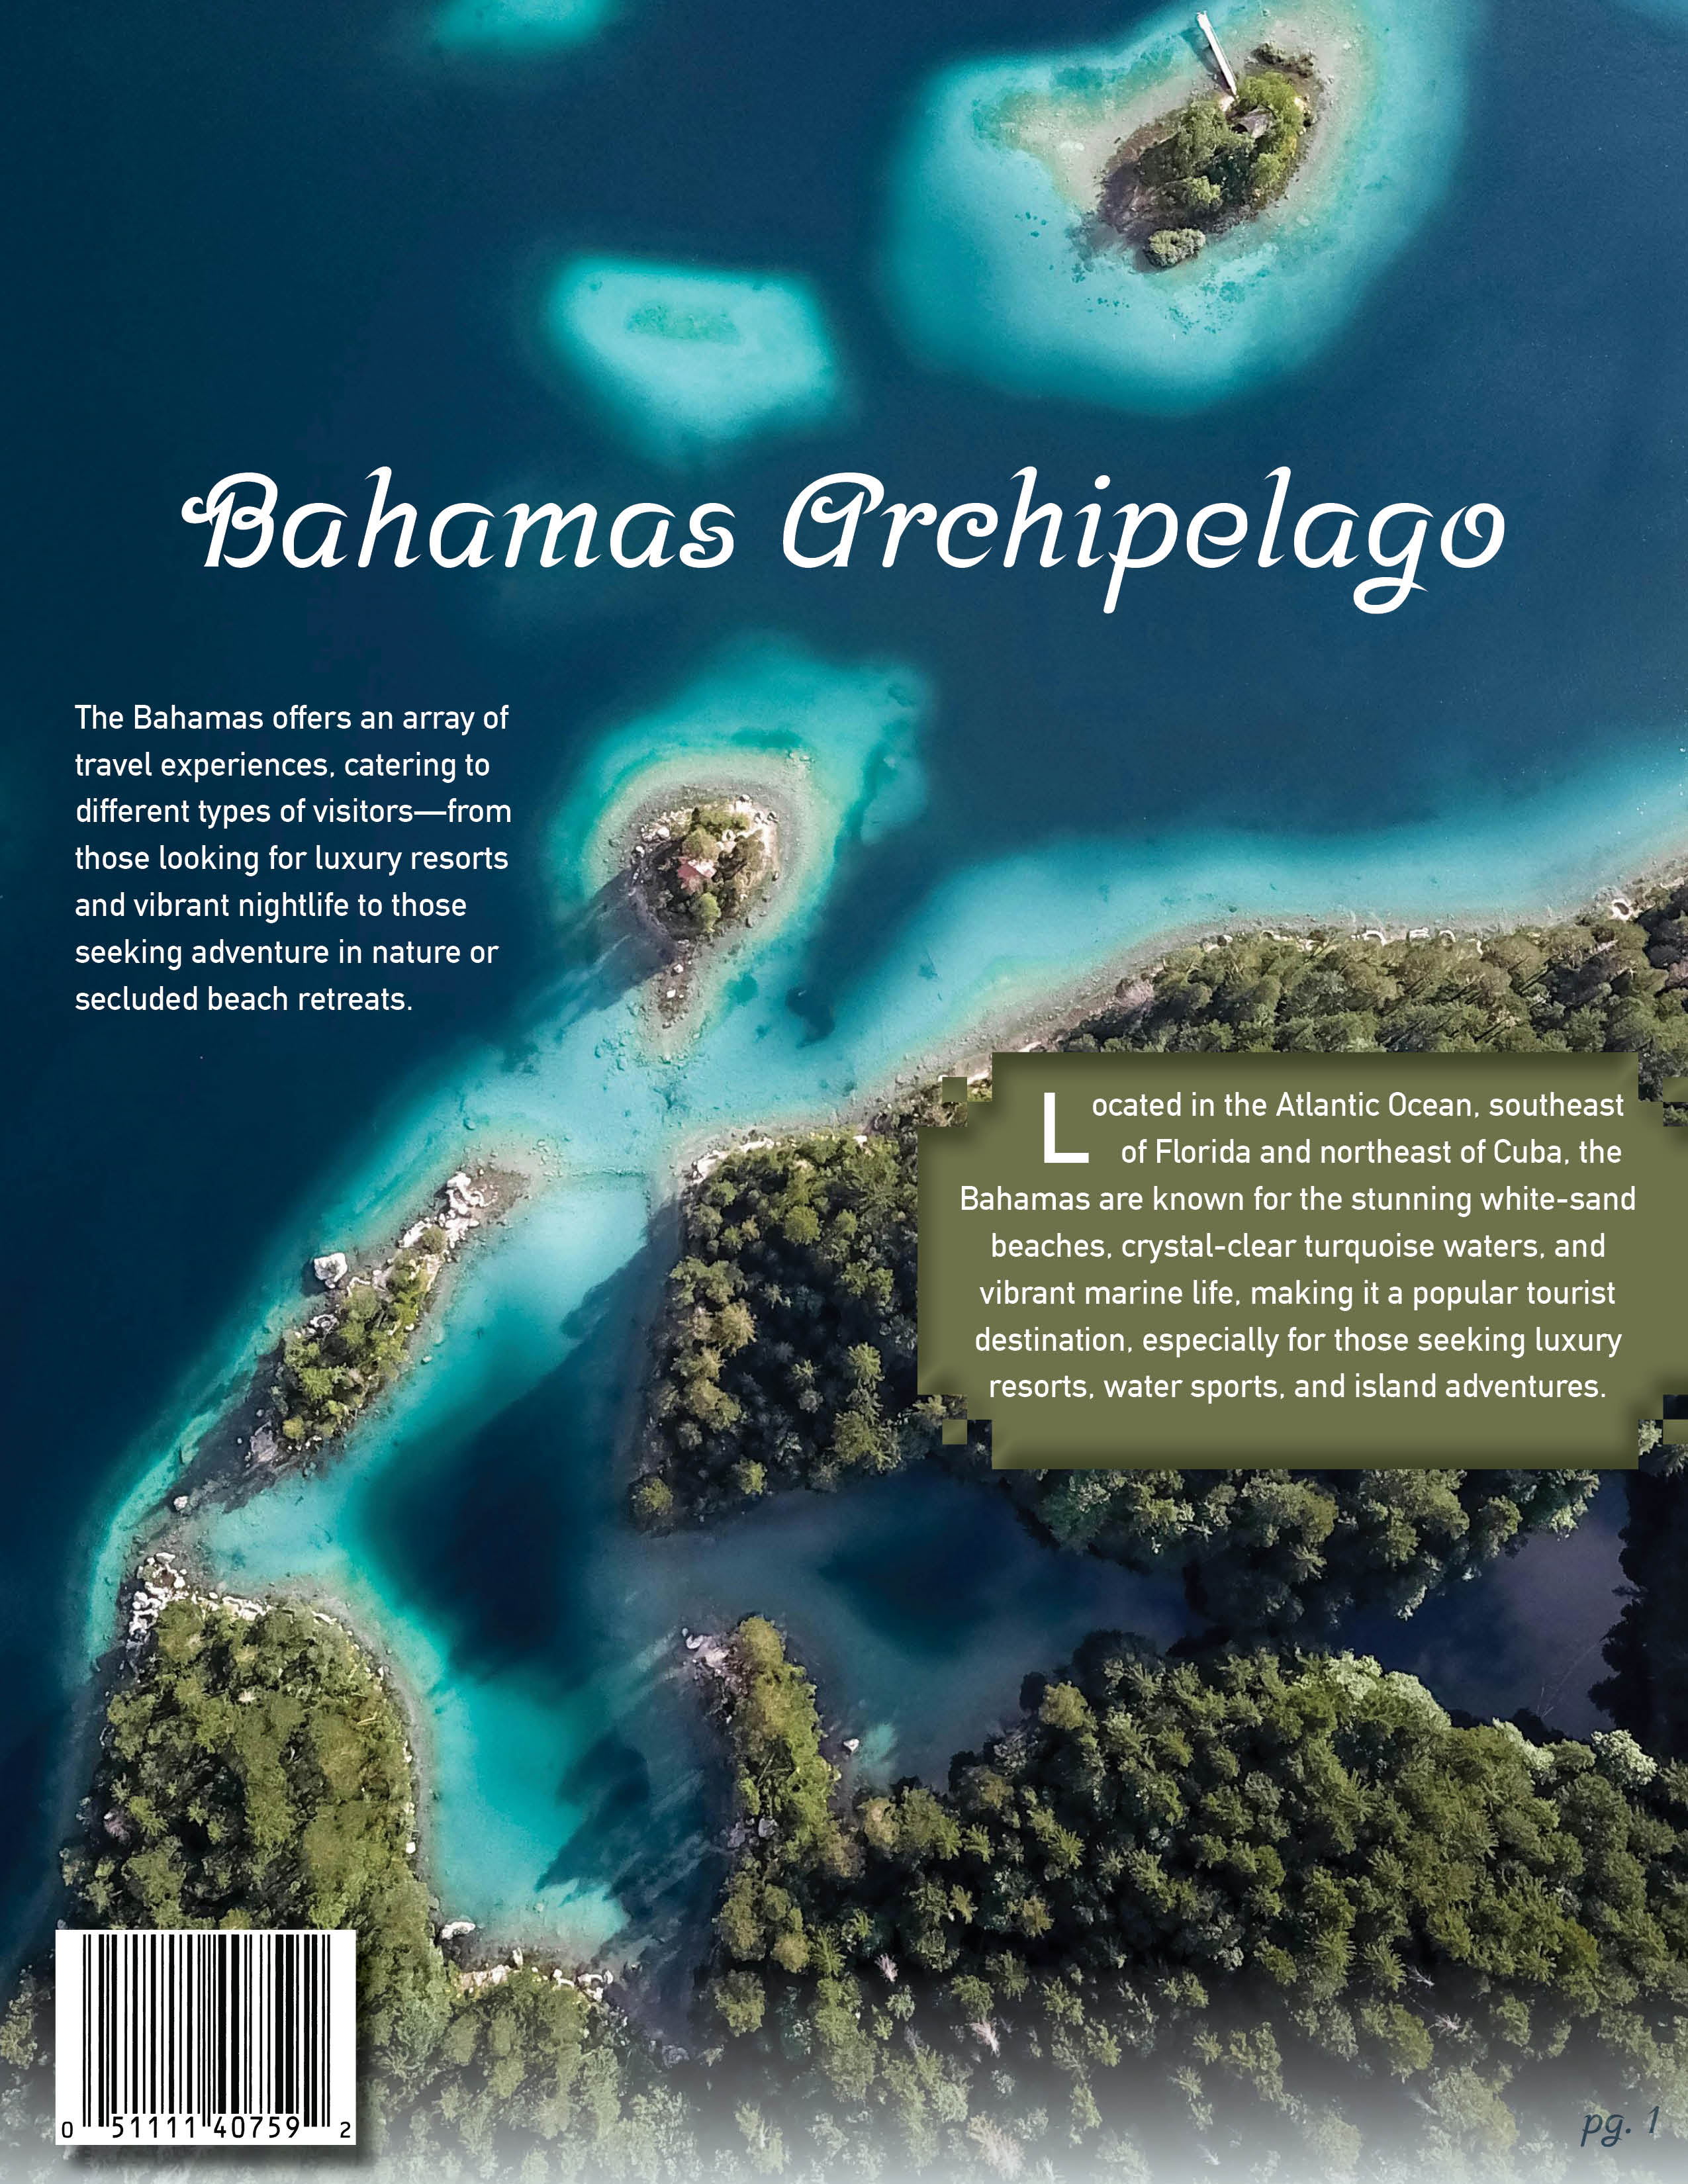 Bahamas Archipelago
The Bahamas offers an array of
travel experiences, catering to
different types of visitors—from
those looking for luxury resorts
and vibrant nightlife to those
seeking adventure in nature or
secluded beach retreats.
Located in the Atlantic Ocean, southeast
of Florida and northeast of Cuba, the
Bahamas are known for the stunning white-sand
beaches, crystal-clear turquoise waters, and
vibrant marine life, making it a popular tourist
destination, especially for those seeking luxury
resorts, water sports, and island adventures.
0 51111 40759 2
pg. 1